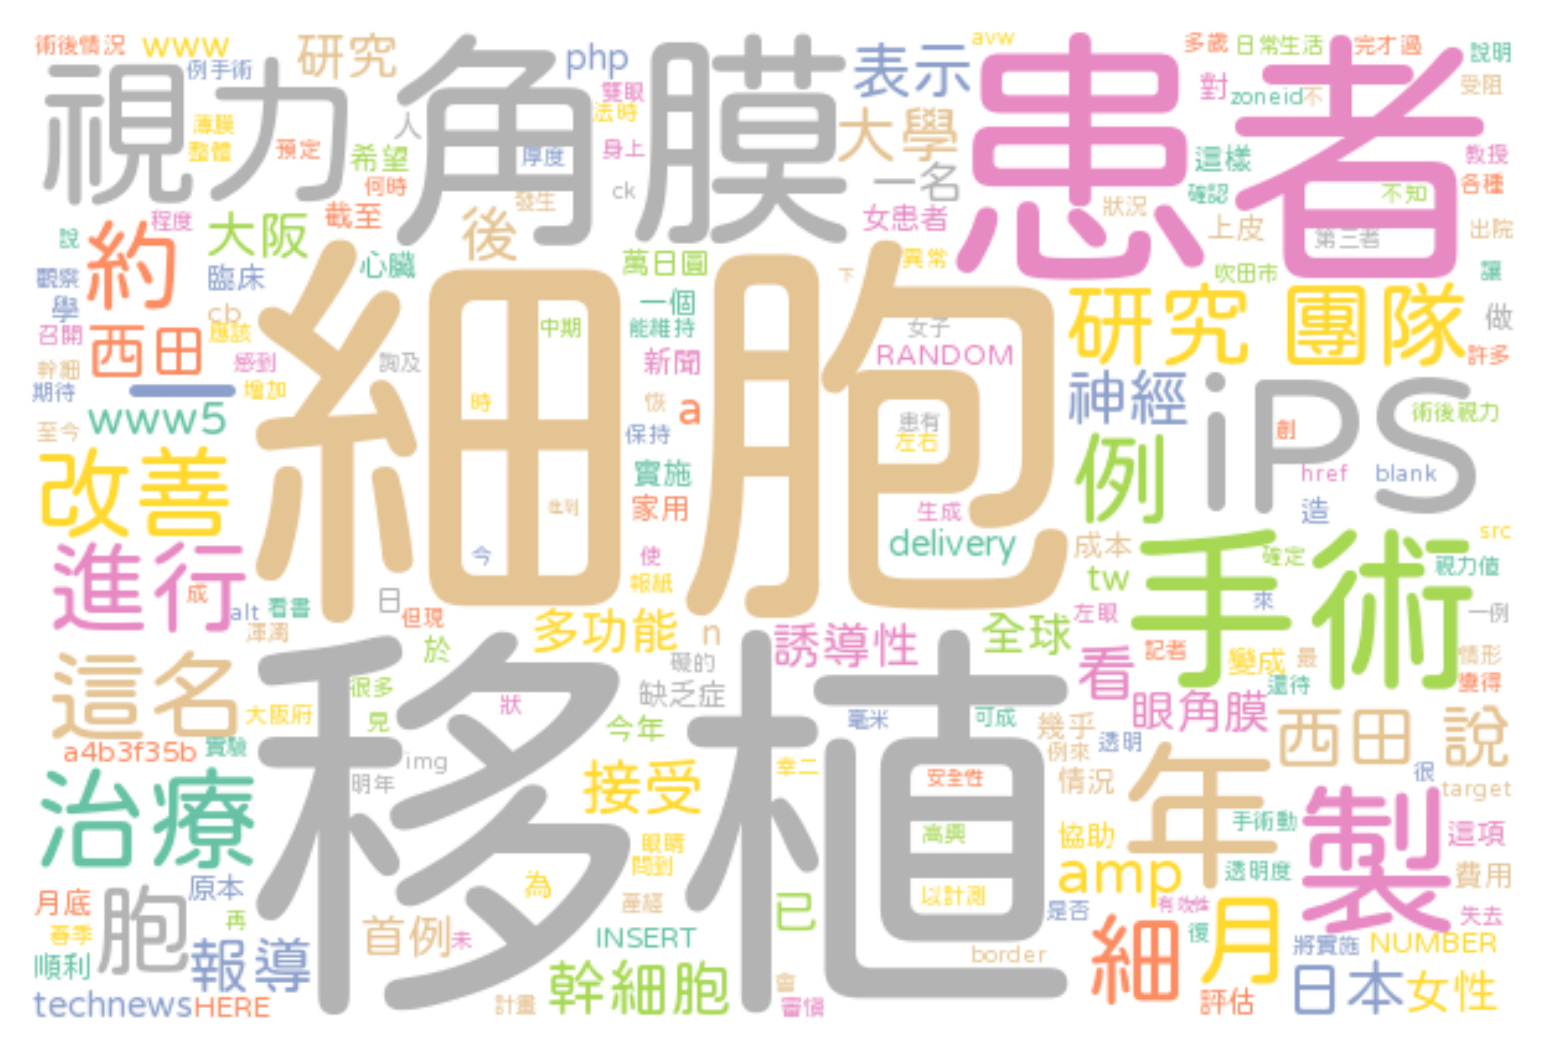 術後情況 www 研究 php 表示 avw 多歲 日常生活 完才過 說明
例手術 雙眼 對 zoneid 不 受阻
視力 角膜 患者
薄膜 整體 預定 希望 人 法時 厚度 身上 大學 這樣 教授
何時 ck 一名 確認 不知 各種
程度 大阪 截至 後 發生 女患者 狀況 上皮 第三者 出院
說 約 心臟 萬日圓 異常 吹田市 讓
觀察 臨床 一個 下
學 cb 中期 能維持 女子 研究 團隊 做
召開 西田 應該 細胞 新聞 RANDOM 許多
幹細 感到 詢及
期待 一 增加 時 恢 a 患有 神經 iPS 術後視力
至今 www5 保持 左右 創
改善 實施 例 href blank
家用 生成 造
進行 今 使 delivery 成本 手術 確定 src
成 報紙 tw 視力值
alt 看書 日 但現 左眼 來 一例
渾濁 於 多功能 n 誘導性 全球 記者 變成 最 情形
這名 移植 礙的 看 還待 變得
很多 狀 缺乏症 眼角膜 西田 說
大阪府 見 今年 毫米 可成 幾乎 透明
a4b3f35b 實驗 例來 很
治療 明年 img 接受 幸二 安全性 情況 年 target
高興 協助 手術動 製 這項
眼睛 問到 amp 透明度 費用
月底 胞 原本 為 以計測 是否 有效性 失去
春季 再 首例 未 產經 已 細 復 月
順利 報導 INSERT 將實施 NUMBER
幹細胞 會 border 日本 女性
technews HERE 計畫 審慎 評估